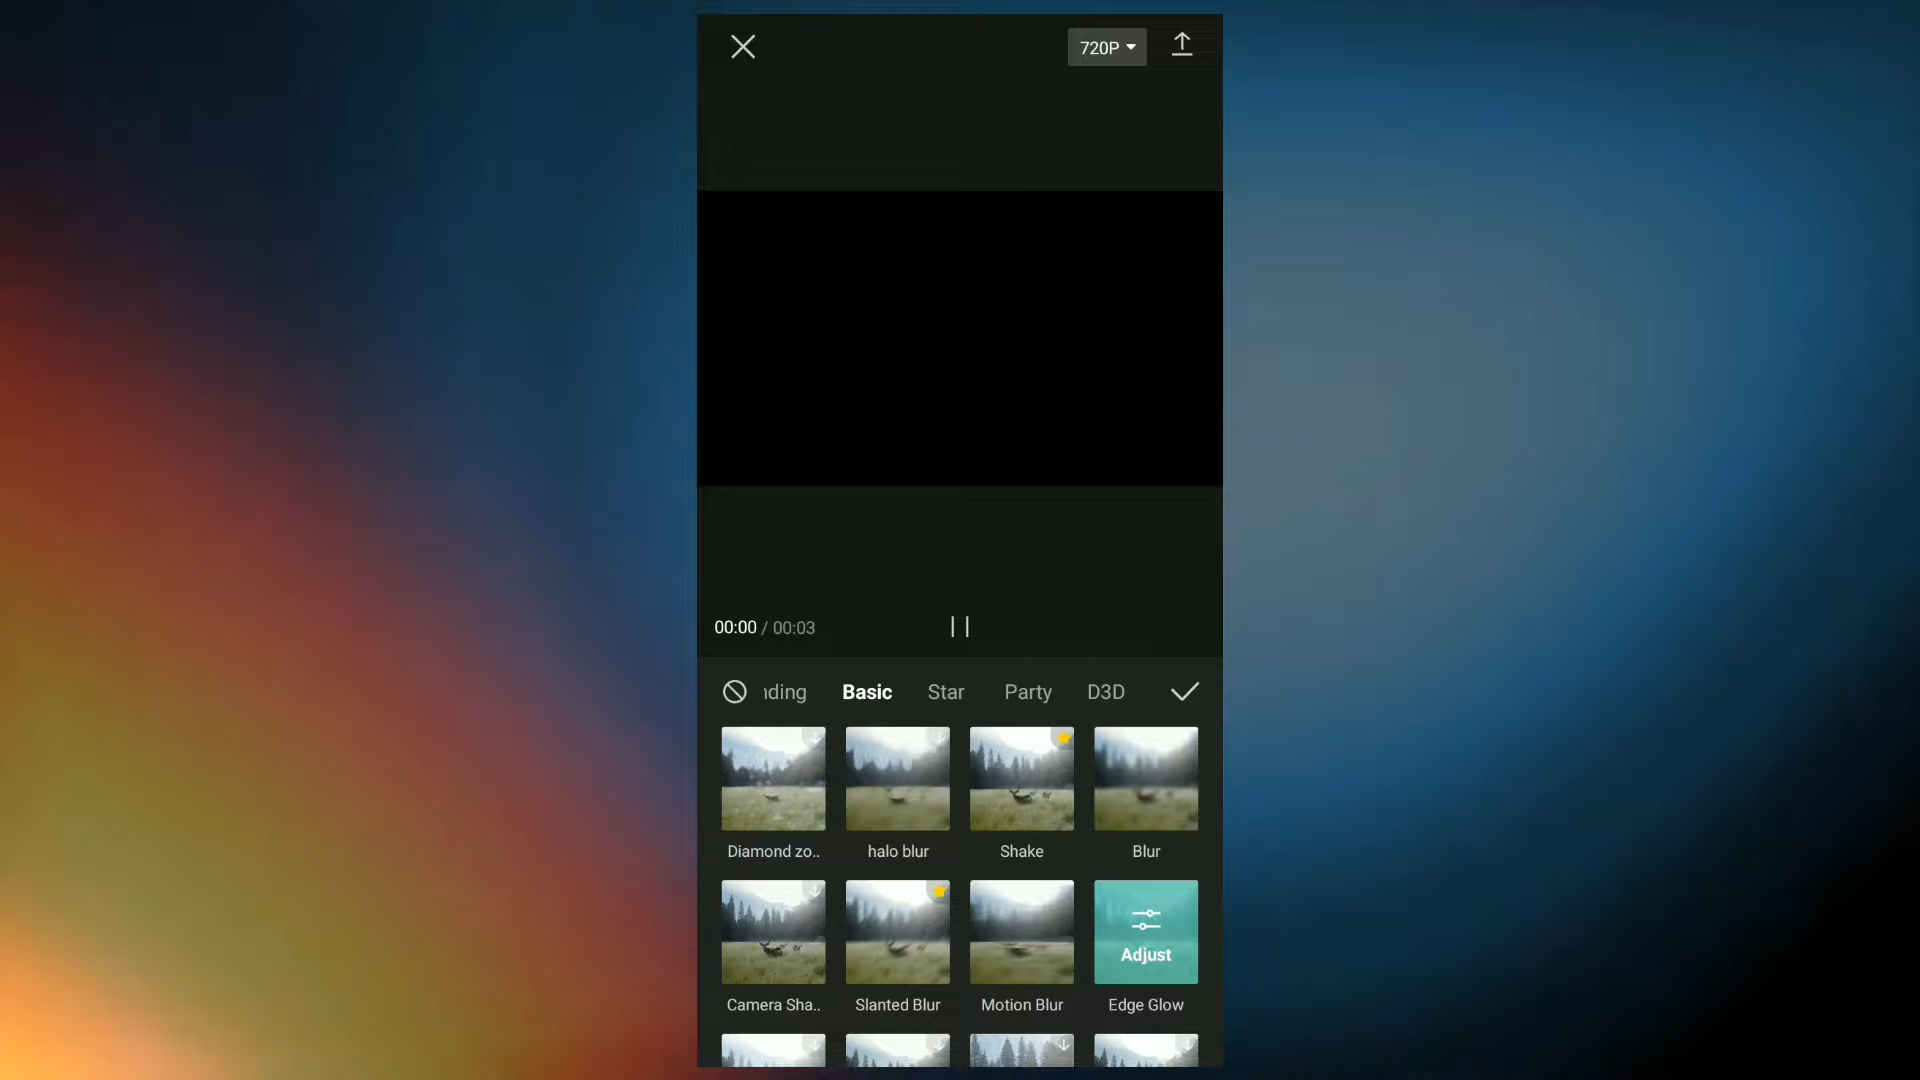 720P
00:00 / 00:03
nding Basic Star Party D3D
Diamond zo.. halo blur Shake Blur
Adjust
Camera Sha.. Slanted Blur Motion Blur Edge Glow